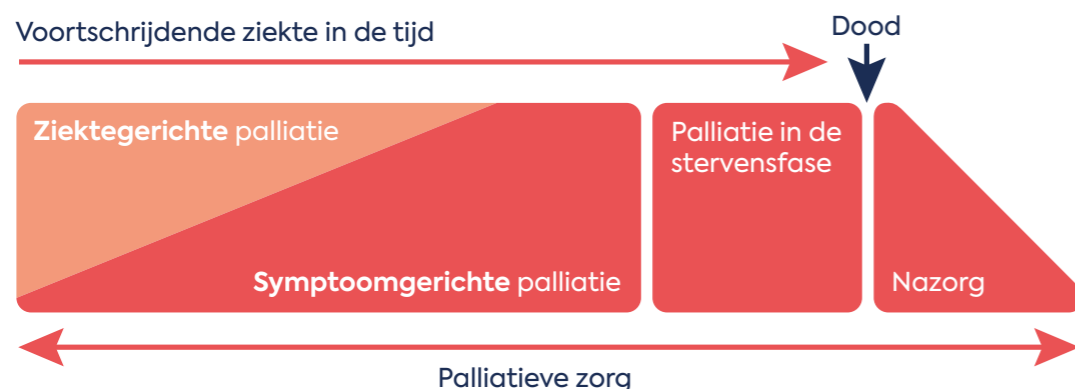 Voortschrijdende ziekte in de tijd
Dood
Ziektegerichte palliatie
Palliatie in de
stervensfase
Symptoomgerichte palliatie
Nazorg
Palliatieve zorg